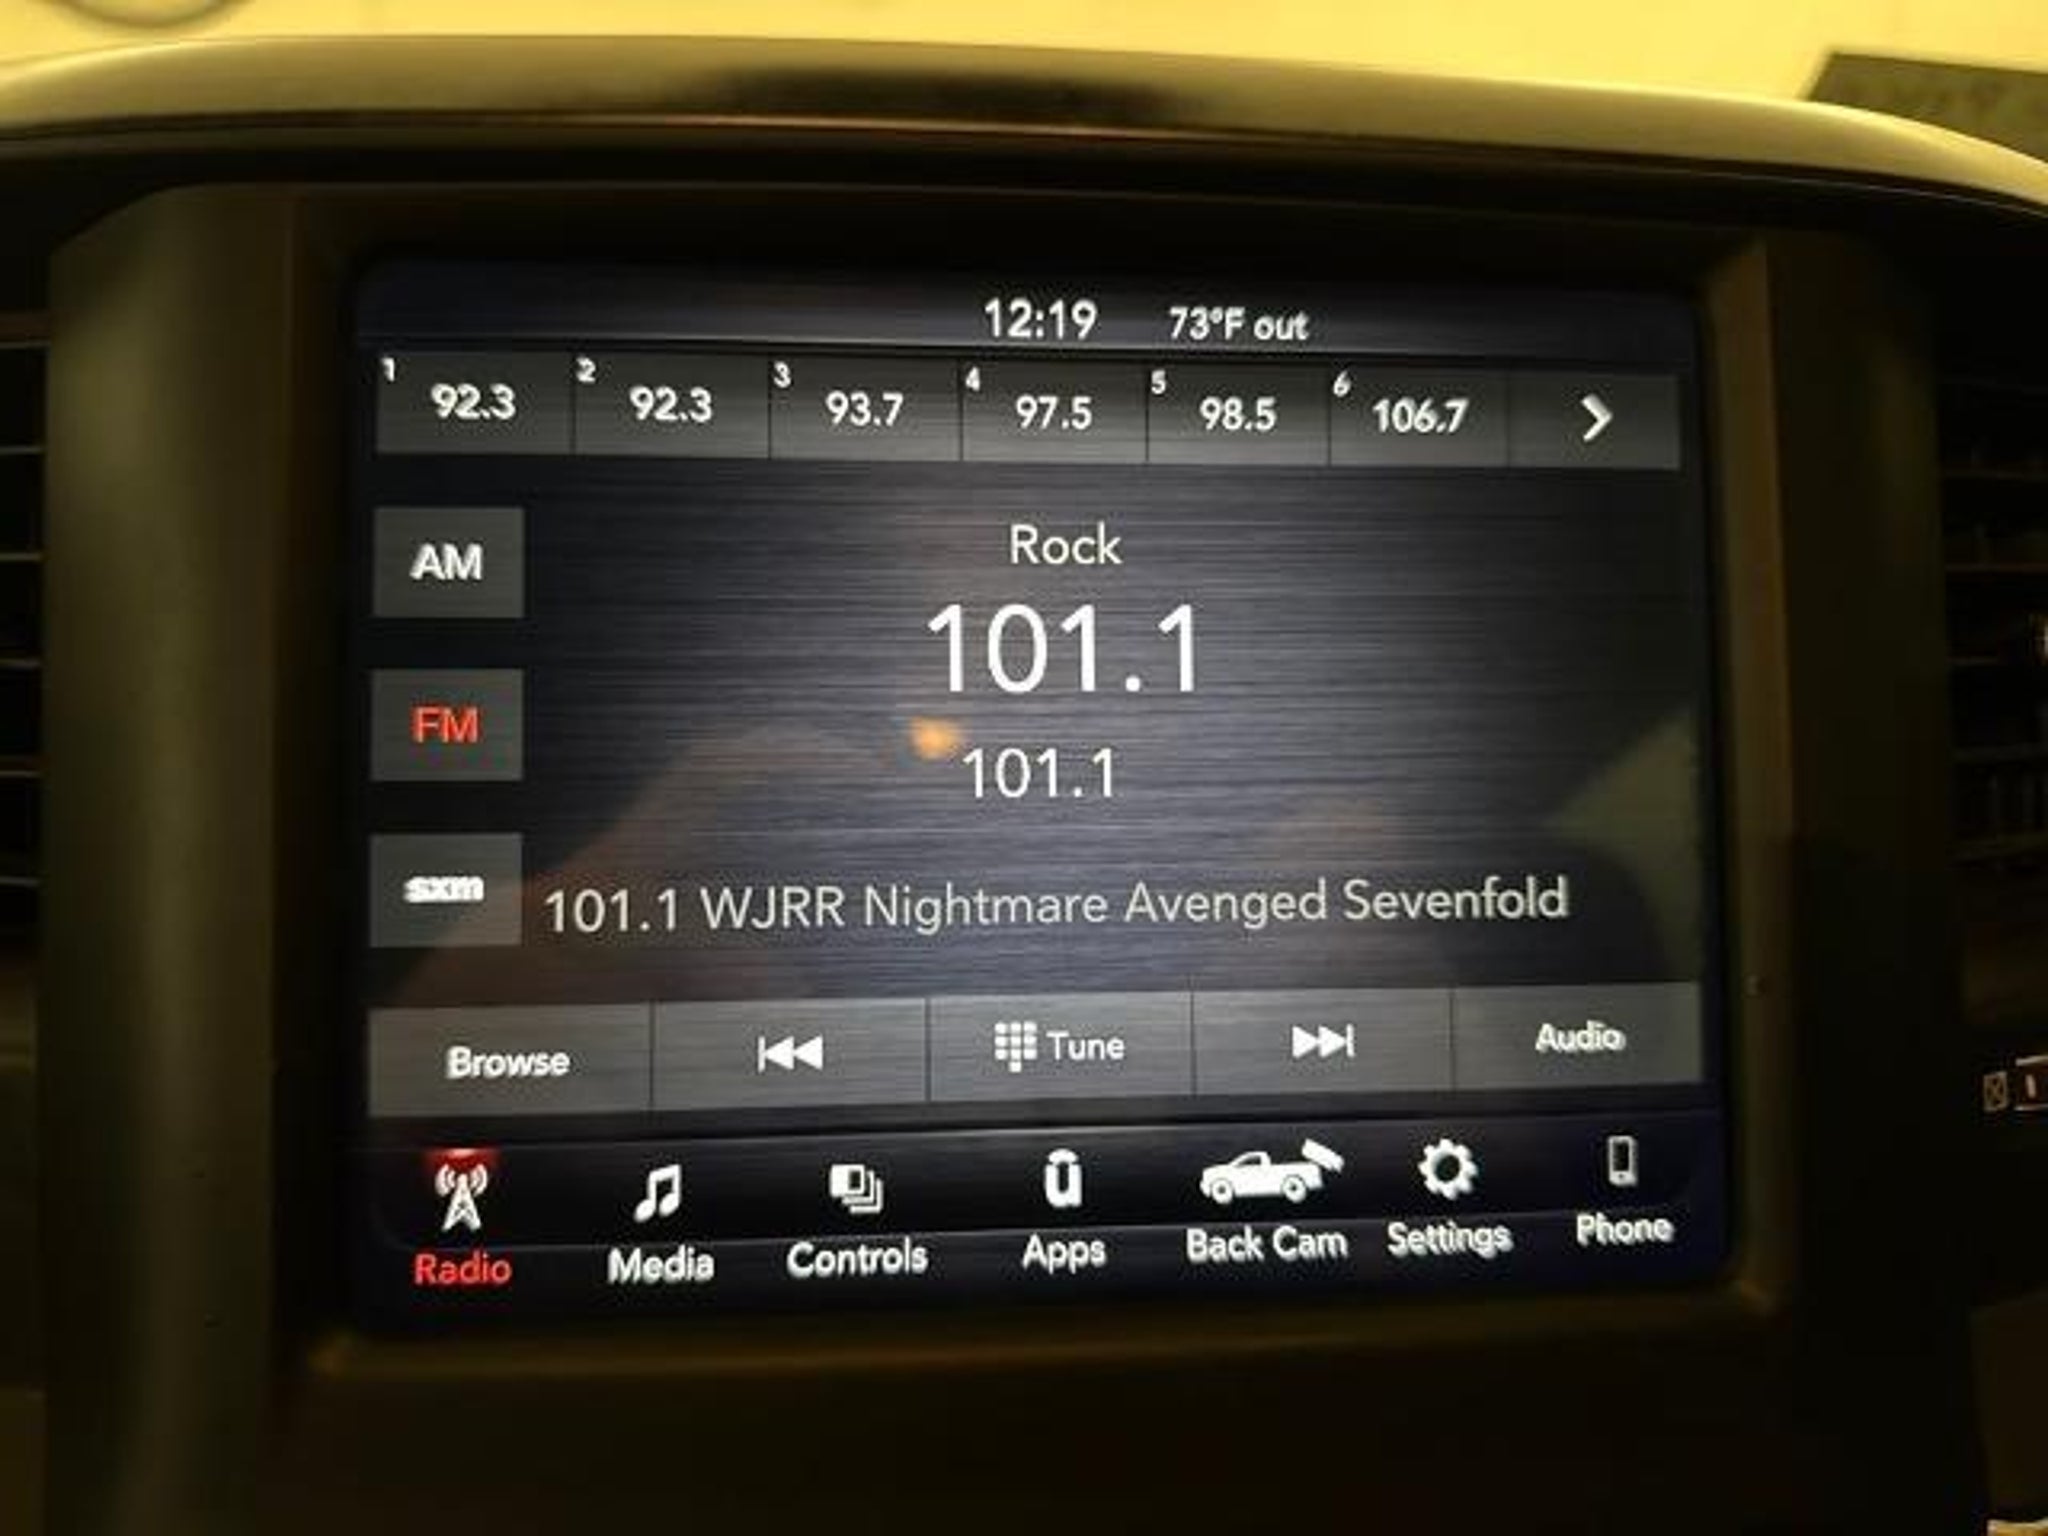 12:19 73°F out
1 92.3 2 92.3 3 93.7 4 97.5 5 98.5 6 106.7
Rock
AM
101.1
FM
101.1
sxm
101.1 WJRR Nightmare Avenged Sevenfold
Browse Tune Audio
Radio Media Controls Apps Back Cam Settings Phone